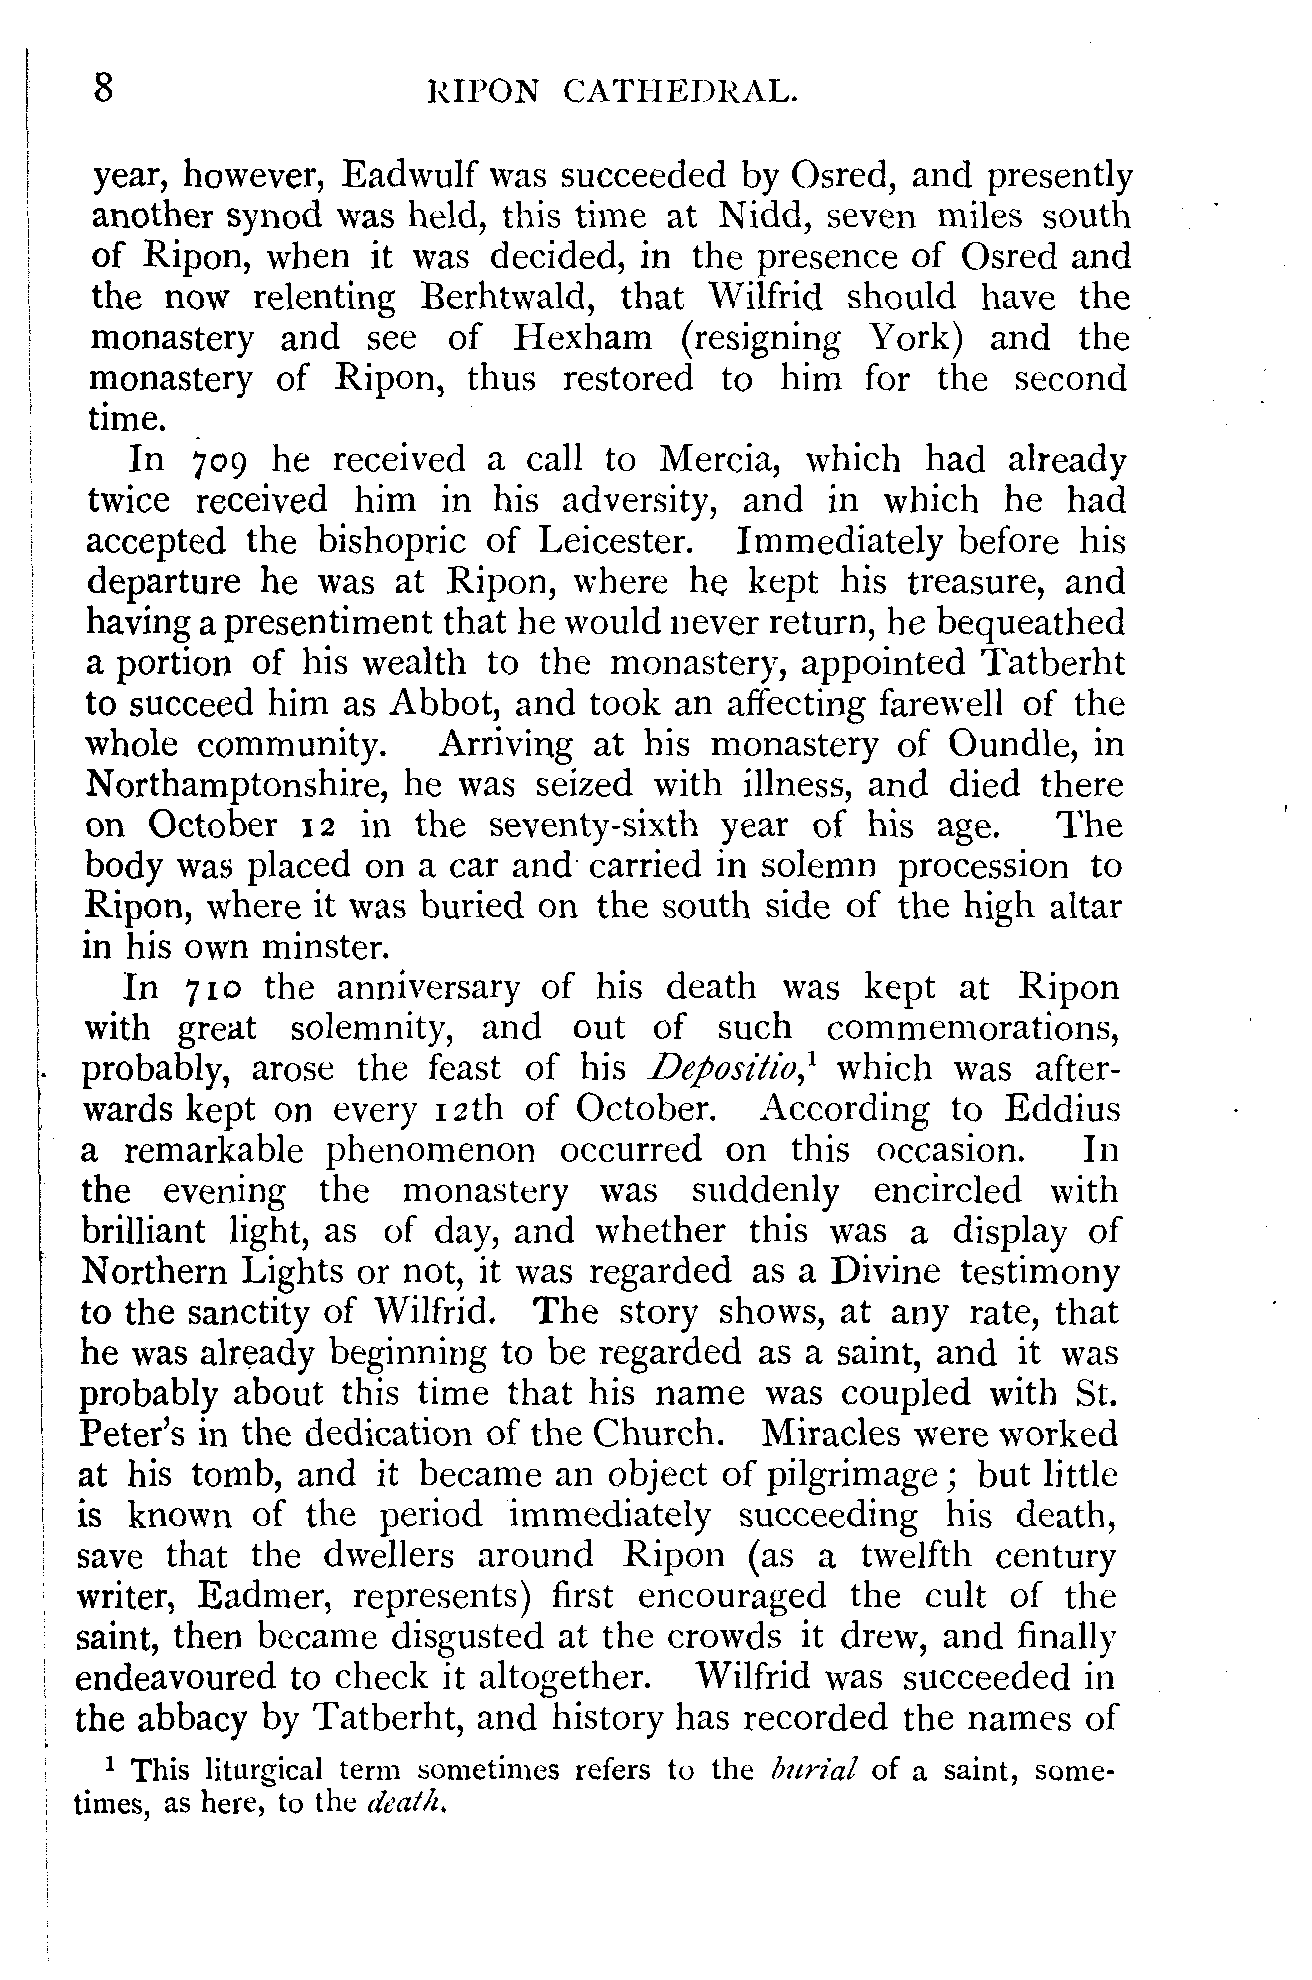 8 RIPON CATHEDRAL.
year, however, Eadwulf was succeeded by Osred, and presently
another synod was held, this time at Nidd, seven miles south
of Ripon, when it was decided, in the presence of Osred and
the now relenting Berhtwald, that Wilfrid should have the
monastery and see of Hexham (resigning York) and the
monastery of Ripon, thus restored to him for the second
time.
In 709 he received a call to Mercia, which had already
twice received him in his adversity, and in which he had
accepted the bishopric of Leicester. Immediately before his
departure he was at Ripon, where he kept his treasure, and
having a presentiment that he would never return, he bequeathed
a portion of his wealth to the monastery, appointed Tatberht
to succeed him as Abbot, and took an affecting farewell of the
whole community. Arriving at his monastery of Oundle, in
Northamptonshire, he was seized with illness, and died there
on October 12 in the seventy-sixth year of his age. The
body was placed on a car and carried in solemn procession to
Ripon, where it was buried on the south side of the high altar
in his own minster.
In 710 the anniversary of his death was kept at Ripon
with great solemnity, and out of such commemorations,
probably, arose the feast of his Depositio,¹ which was after-
wards kept on every 12th of October. According to Eddius
a remarkable phenomenon occurred on this occasion. In
the evening the monastery was suddenly encircled with
brilliant light, as of day, and whether this was a display of
Northern Lights or not, it was regarded as a Divine testimony
to the sanctity of Wilfrid. The story shows, at any rate, that
he was already beginning to be regarded as a saint, and it was
probably about this time that his name was coupled with St.
Peter's in the dedication of the Church. Miracles were worked
at his tomb, and it became an object of pilgrimage; but little
is known of the period immediately succeeding his death,
save that the dwellers around Ripon (as a twelfth century
writer, Eadmer, represents) first encouraged the cult of the
saint, then became disgusted at the crowds it drew, and finally
endeavoured to check it altogether. Wilfrid was succeeded in
the abbacy by Tatberht, and history has recorded the names of
¹ This liturgical term sometimes refers to the burial of a saint, some-
times, as here, to the death.